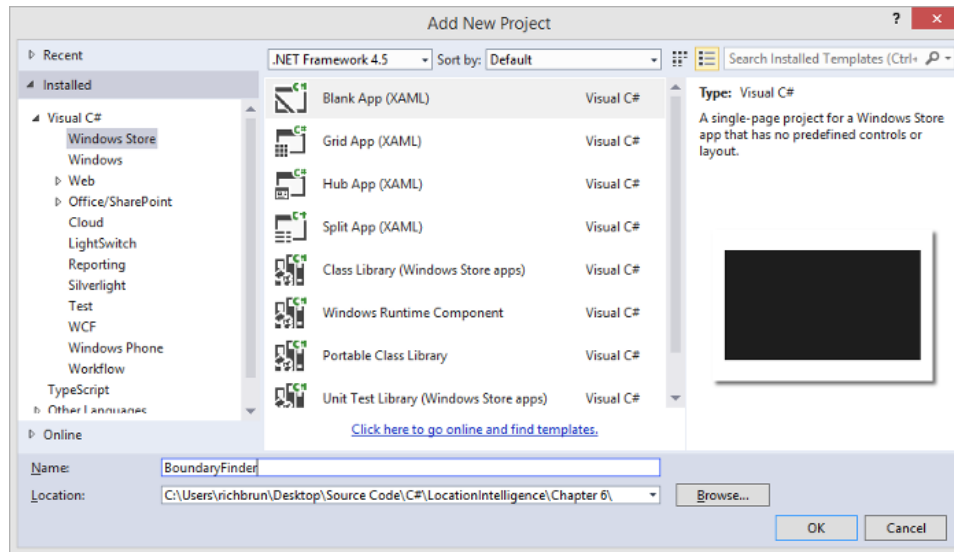 Add New Project
?
Recent
.NET Framework 4.5
Sort by: Default
Search Installed Templates (Ctrl+
Installed
Visual C#
Windows Store
Windows
Web
Office/SharePoint
Cloud
LightSwitch
Reporting
Silverlight
Test
WCF
Windows Phone
Workflow
TypeScript
Other Languages
Online
C# Blank App (XAML) Visual C#
C# Grid App (XAML) Visual C#
C# Hub App (XAML) Visual C#
C# Split App (XAML) Visual C#
C# Class Library (Windows Store apps) Visual C#
C# Windows Runtime Component Visual C#
C# Portable Class Library Visual C#
C# Unit Test Library (Windows Store apps) Visual C#
Click here to go online and find templates.
Type: Visual C#
A single-page project for a Windows Store
app that has no predefined controls or
layout.
Name: BoundaryFinder
Location: C:\Users\richbrun\Desktop\Source Code\C#\LocationIntelligence\Chapter 6\
Browse...
OK
Cancel